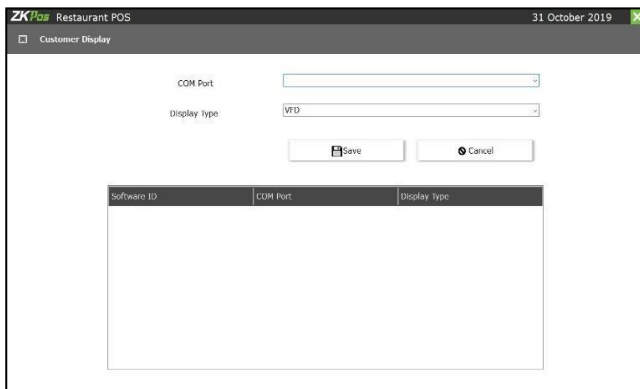 ZKPos Restaurant POS 31 October 2019
Customer Display
COM Port
Display Type VFD
Save Cancel
Software ID COM Port Display Type